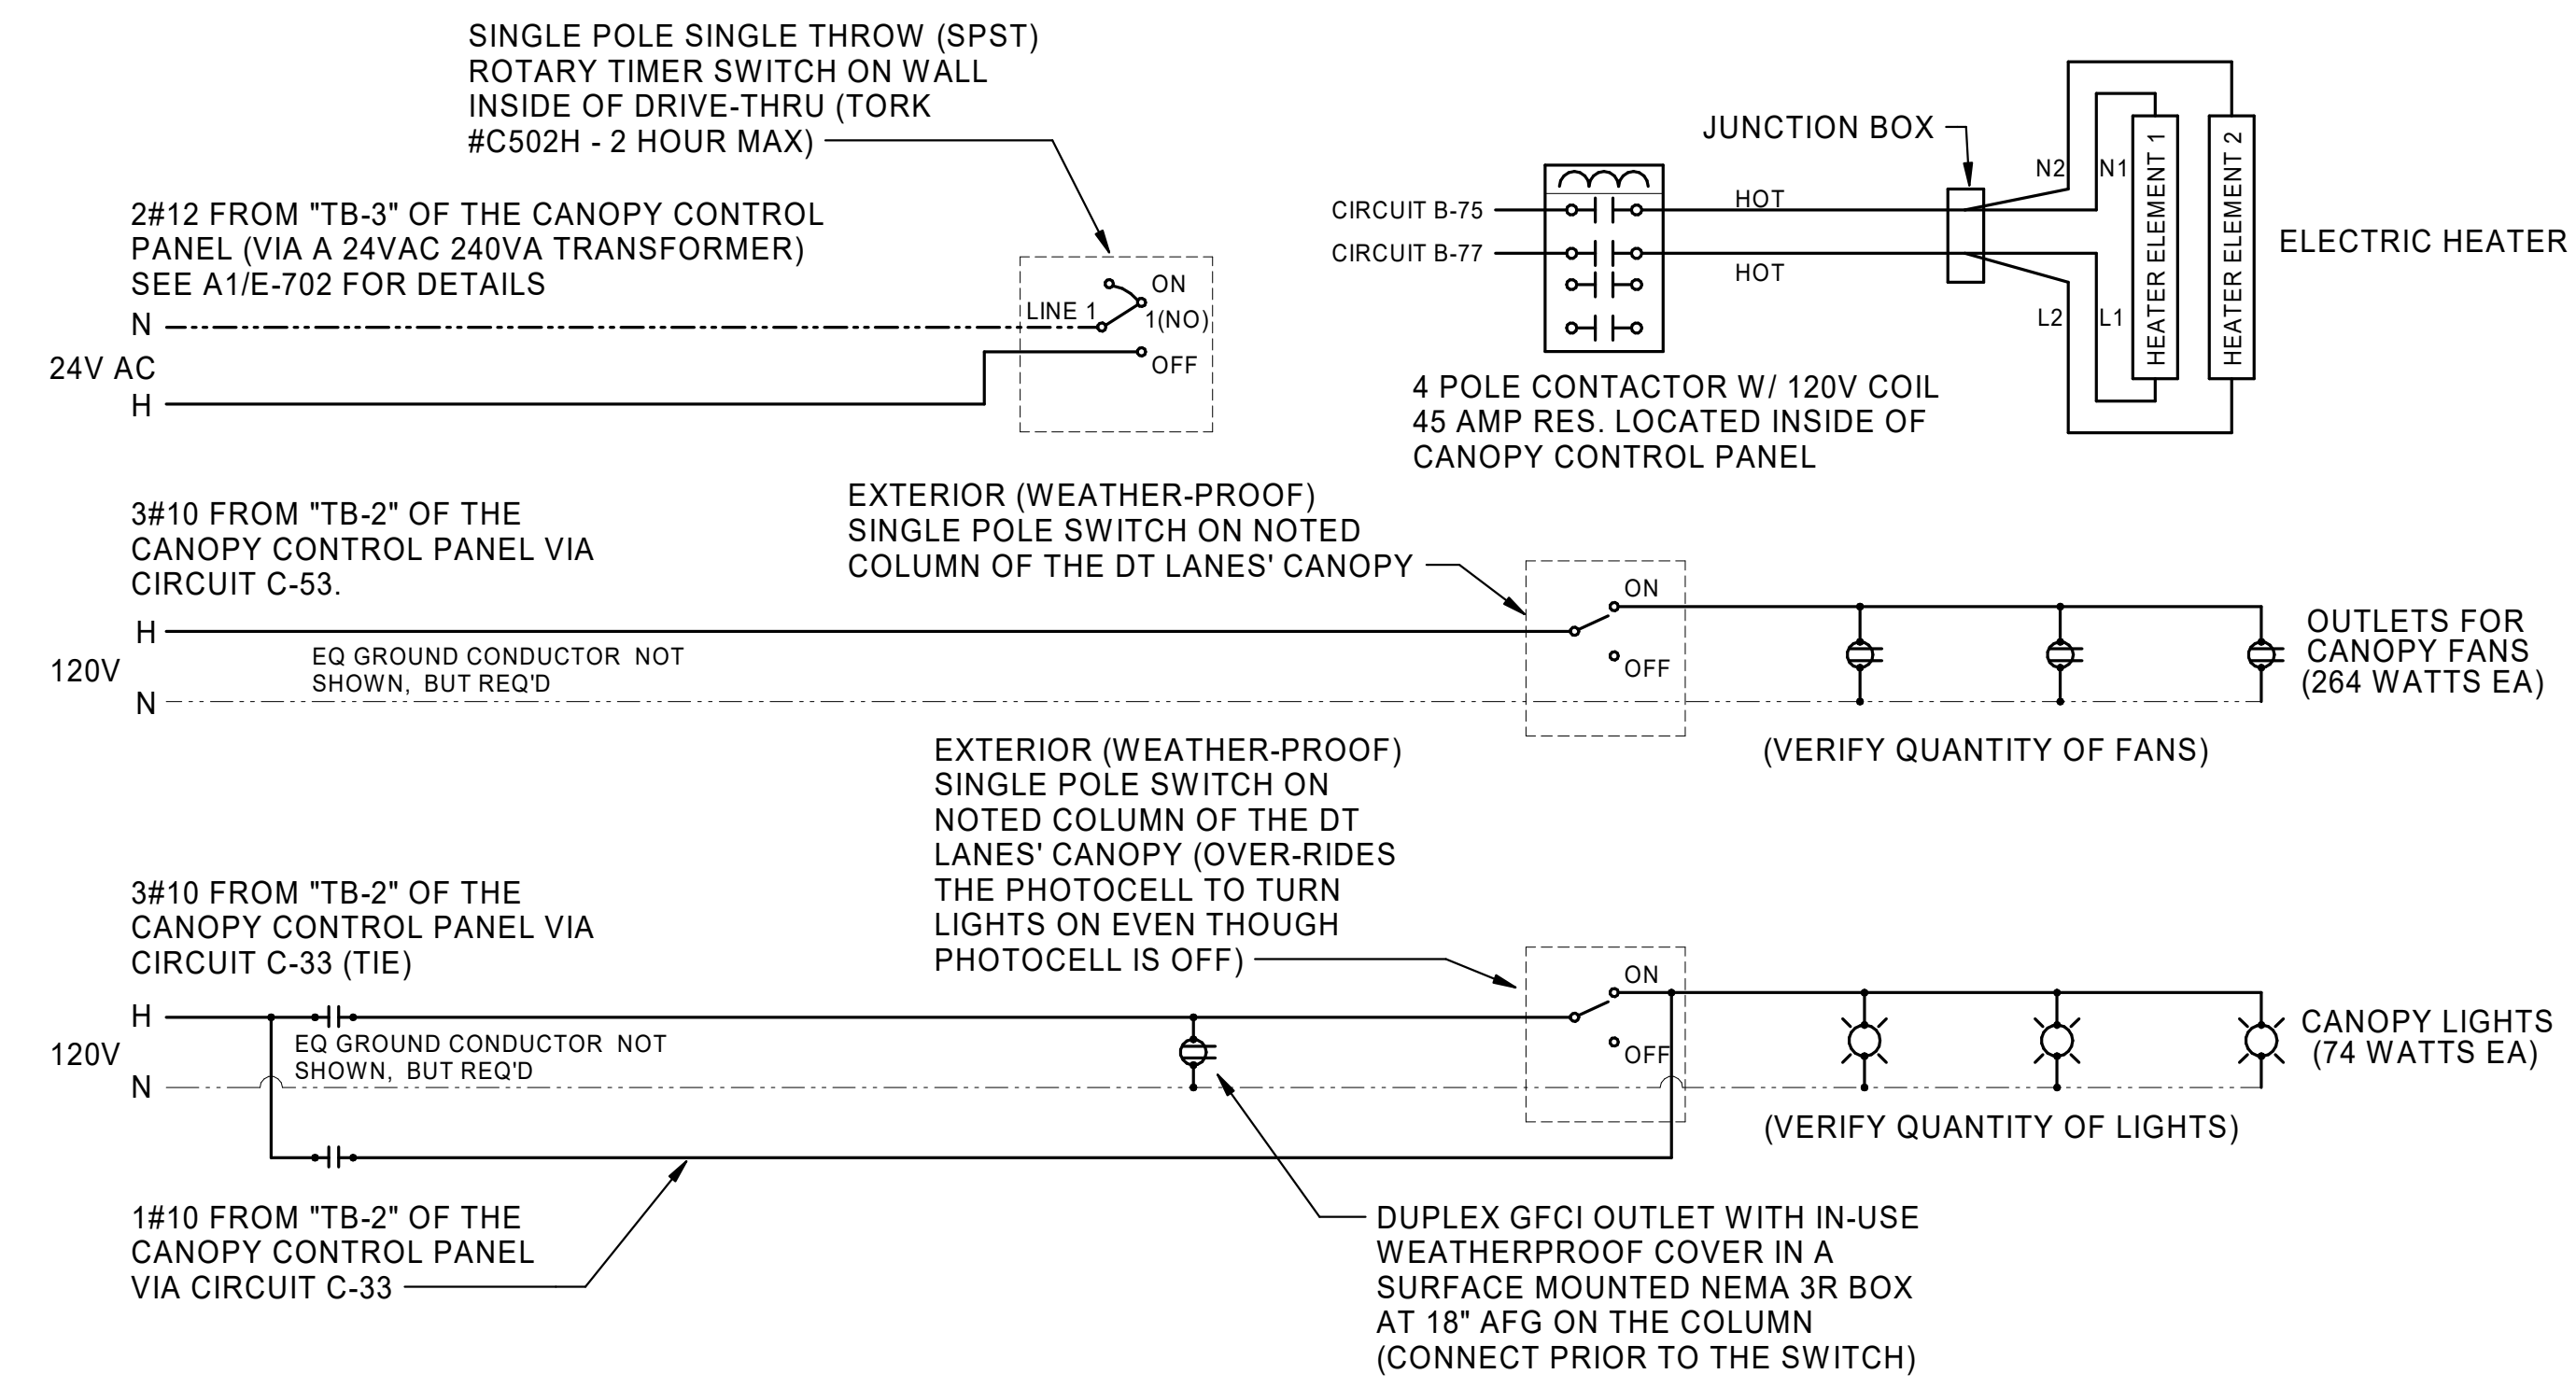 SINGLE POLE SINGLE THROW (SPST)
ROTARY TIMER SWITCH ON WALL
INSIDE OF DRIVE-THRU (TORK
#C502H - 2 HOUR MAX)
2#12 FROM "TB-3" OF THE CANOPY CONTROL
PANEL (VIA A 24VAC 240VA TRANSFORMER)
SEE A1/E-702 FOR DETAILS
N
24V AC
H
LINE 1
ON
1(NO)
OFF
JUNCTION BOX
CIRCUIT B-75
CIRCUIT B-77
HOT
HOT
N2
N1
L2
L1
HEATER ELEMENT 1
HEATER ELEMENT 2
ELECTRIC HEATER
4 POLE CONTACTOR W/ 120V COIL
45 AMP RES. LOCATED INSIDE OF
CANOPY CONTROL PANEL
3#10 FROM "TB-2" OF THE
CANOPY CONTROL PANEL VIA
CIRCUIT C-53.
H
120V
N
EQ GROUND CONDUCTOR NOT
SHOWN, BUT REQ'D
EXTERIOR (WEATHER-PROOF)
SINGLE POLE SWITCH ON NOTED
COLUMN OF THE DT LANES' CANOPY
ON
OFF
OUTLETS FOR
CANOPY FANS
(264 WATTS EA)
(VERIFY QUANTITY OF FANS)
EXTERIOR (WEATHER-PROOF)
SINGLE POLE SWITCH ON
NOTED COLUMN OF THE DT
LANES' CANOPY (OVER-RIDES
THE PHOTOCELL TO TURN
LIGHTS ON EVEN THOUGH
PHOTOCELL IS OFF)
3#10 FROM "TB-2" OF THE
CANOPY CONTROL PANEL VIA
CIRCUIT C-33 (TIE)
H
120V
N
EQ GROUND CONDUCTOR NOT
SHOWN, BUT REQ'D
ON
OFF
CANOPY LIGHTS
(74 WATTS EA)
(VERIFY QUANTITY OF LIGHTS)
1#10 FROM "TB-2" OF THE
CANOPY CONTROL PANEL
VIA CIRCUIT C-33
DUPLEX GFCI OUTLET WITH IN-USE
WEATHERPROOF COVER IN A
SURFACE MOUNTED NEMA 3R BOX
AT 18" AFG ON THE COLUMN
(CONNECT PRIOR TO THE SWITCH)